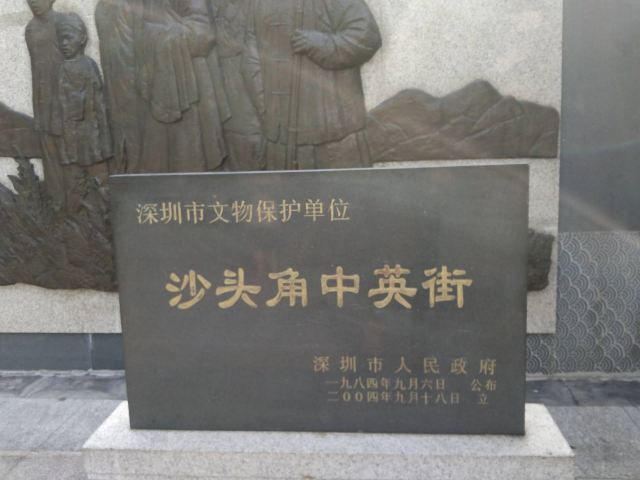 深圳市文物保护单位
沙头角中英街
深圳市人民政府
一九八四年九月六日 公布
二〇〇四年九月十八日 立